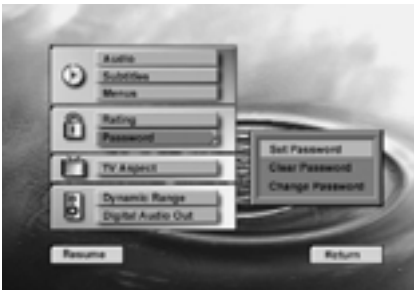 Audio
Subtitles
Menus
Rating
Password
Set Password
Clear Password
Change Password
TV Aspect
Dynamic Range
Digital Audio Out
Resume
Return